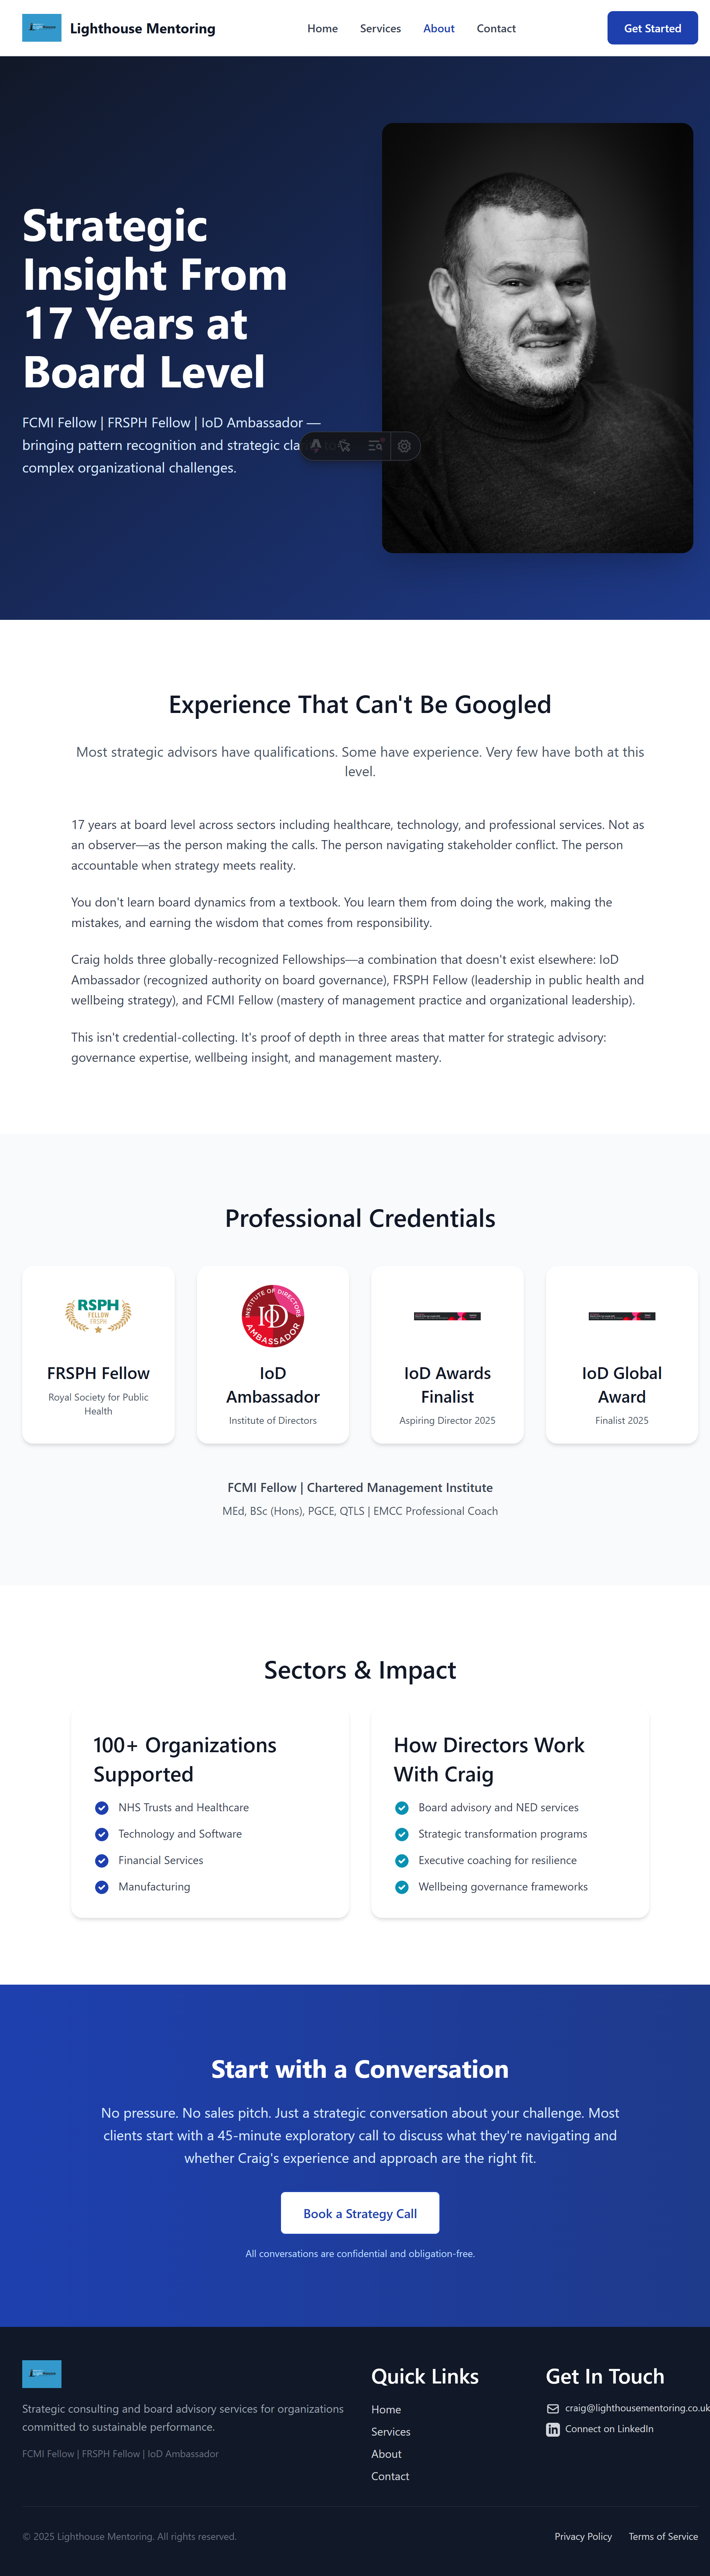 Lighthouse Mentoring
Home
Services
About
Contact
Get Started
Strategic
Insight From
17 Years at
Board Level
FCMI Fellow | FRSPH Fellow | IoD Ambassador —
bringing pattern recognition and strategic cla
complex organizational challenges.
Experience That Can't Be Googled
Most strategic advisors have qualifications. Some have experience. Very few have both at this
level.
17 years at board level across sectors including healthcare, technology, and professional services. Not as
an observer—as the person making the calls. The person navigating stakeholder conflict. The person
accountable when strategy meets reality.
You don't learn board dynamics from a textbook. You learn them from doing the work, making the
mistakes, and earning the wisdom that comes from responsibility.
Craig holds three globally-recognized Fellowships—a combination that doesn't exist elsewhere: IoD
Ambassador (recognized authority on board governance), FRSPH Fellow (leadership in public health and
wellbeing strategy), and FCMI Fellow (mastery of management practice and organizational leadership).
This isn't credential-collecting. It's proof of depth in three areas that matter for strategic advisory:
governance expertise, wellbeing insight, and management mastery.
Professional Credentials
RSPH
FELLOW
FRSPH
FRSPH Fellow
Royal Society for Public
Health
INSTITUTE OF DIRECTORS
IOD
AMBASSADOR
IoD
Ambassador
Institute of Directors
IoD Awards
Finalist
Aspiring Director 2025
IoD Global
Award
Finalist 2025
FCMI Fellow | Chartered Management Institute
MEd, BSc (Hons), PGCE, QTLS | EMCC Professional Coach
Sectors & Impact
100+ Organizations
Supported
NHS Trusts and Healthcare
Technology and Software
Financial Services
Manufacturing
How Directors Work
With Craig
Board advisory and NED services
Strategic transformation programs
Executive coaching for resilience
Wellbeing governance frameworks
Start with a Conversation
No pressure. No sales pitch. Just a strategic conversation about your challenge. Most
clients start with a 45-minute exploratory call to discuss what they're navigating and
whether Craig's experience and approach are the right fit.
Book a Strategy Call
All conversations are confidential and obligation-free.
Strategic consulting and board advisory services for organizations
committed to sustainable performance.
FCMI Fellow | FRSPH Fellow | IoD Ambassador
Quick Links
Home
Services
About
Contact
Get In Touch
craig@lighthousementoring.co.uk
Connect on LinkedIn
© 2025 Lighthouse Mentoring. All rights reserved.
Privacy Policy
Terms of Service